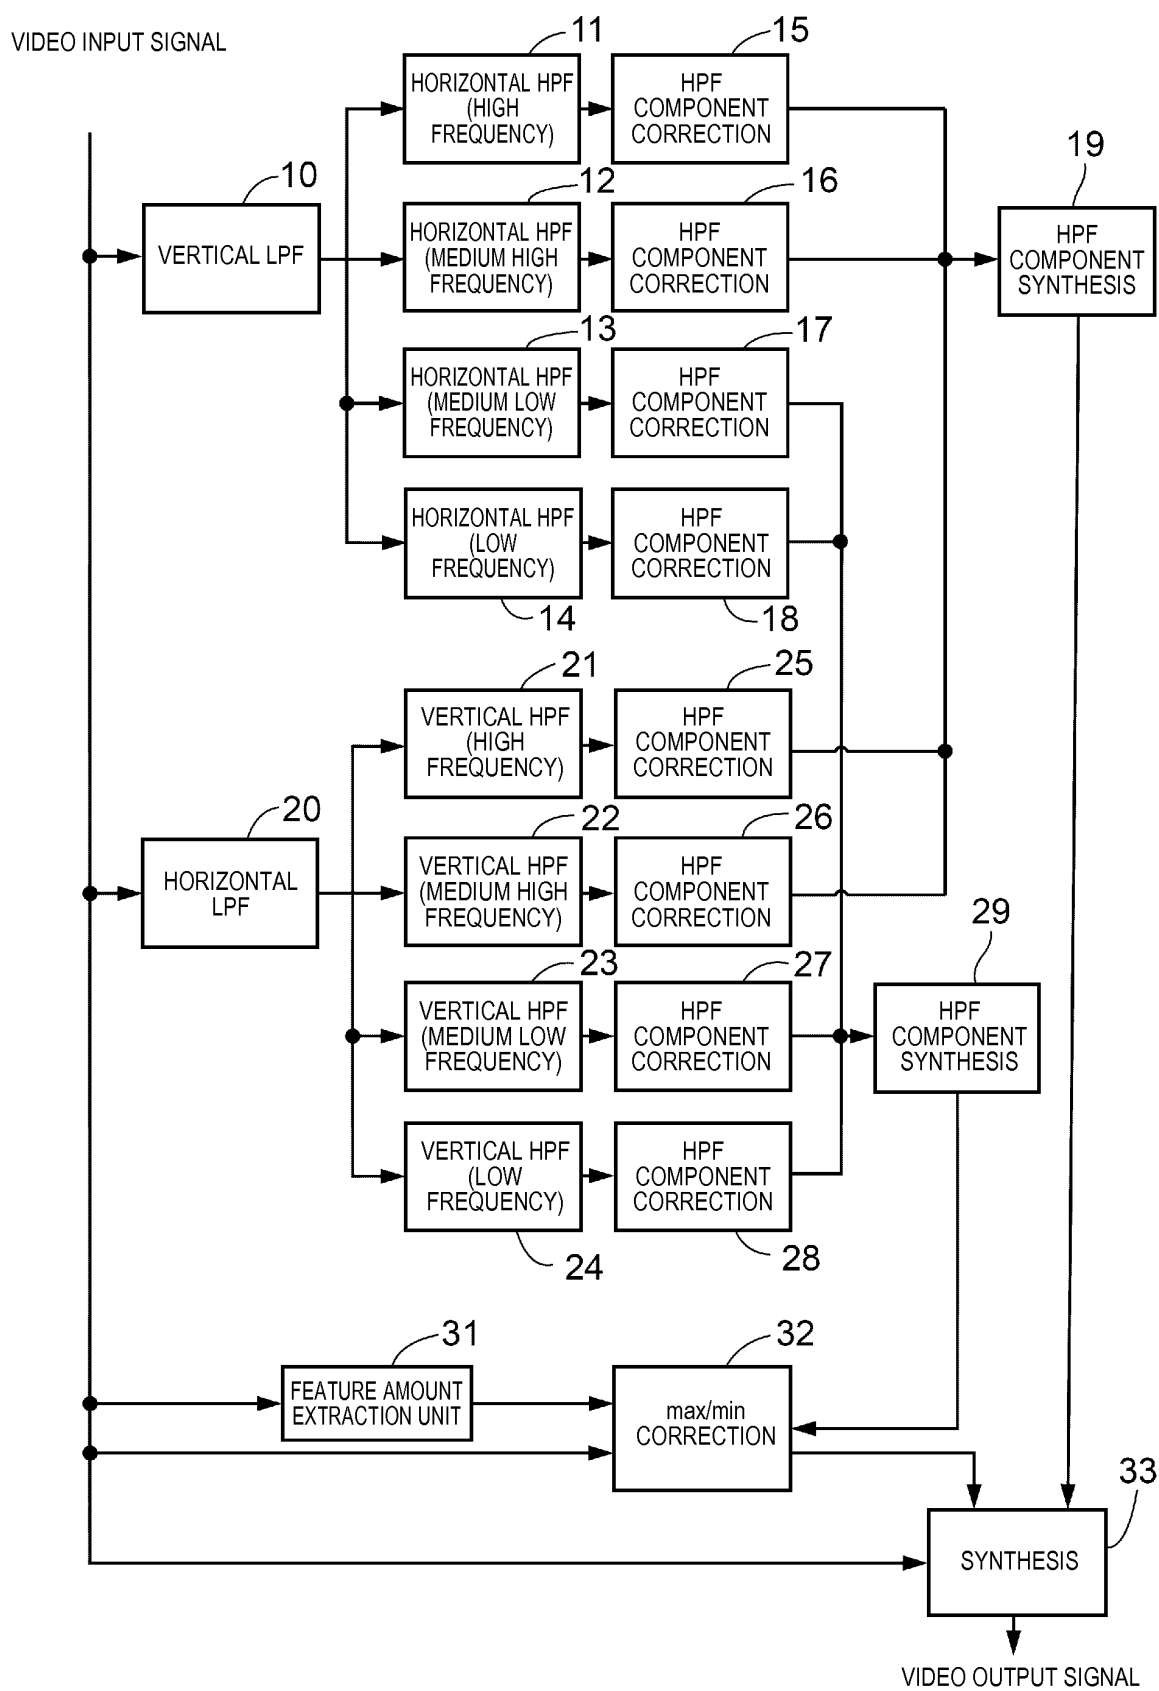 VIDEO INPUT SIGNAL
11
HORIZONTAL HPF
(HIGH
FREQUENCY)
15
HPF
COMPONENT
CORRECTION
10
VERTICAL LPF
12
HORIZONTAL HPF
(MEDIUM HIGH
FREQUENCY)
16
HPF
COMPONENT
CORRECTION
19
HPF
COMPONENT
SYNTHESIS
13
HORIZONTAL HPF
(MEDIUM LOW
FREQUENCY)
17
HPF
COMPONENT
CORRECTION
HORIZONTAL HPF
(LOW
FREQUENCY)
14
HPF
COMPONENT
CORRECTION
18
21
VERTICAL HPF
(HIGH
FREQUENCY)
25
HPF
COMPONENT
CORRECTION
20
HORIZONTAL
LPF
22
VERTICAL HPF
(MEDIUM HIGH
FREQUENCY)
26
HPF
COMPONENT
CORRECTION
23
VERTICAL HPF
(MEDIUM LOW
FREQUENCY)
27
HPF
COMPONENT
CORRECTION
29
HPF
COMPONENT
SYNTHESIS
VERTICAL HPF
(LOW
FREQUENCY)
24
HPF
COMPONENT
CORRECTION
28
31
FEATURE AMOUNT
EXTRACTION UNIT
32
max/min
CORRECTION
33
SYNTHESIS
VIDEO OUTPUT SIGNAL